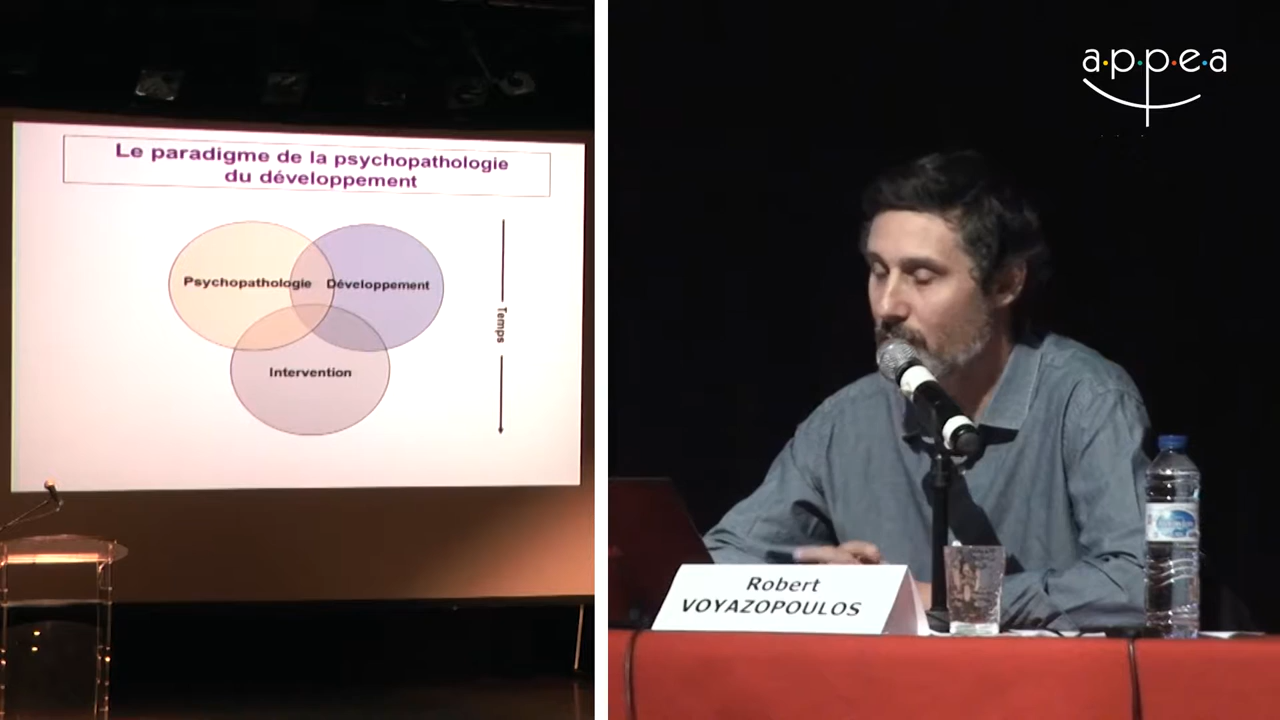 Le paradigme de la psychopathologie
du développement
Psychopathologie
Développement
Temps
Intervention
a·p·p·e·a
Robert
VOYAZOPOULOS